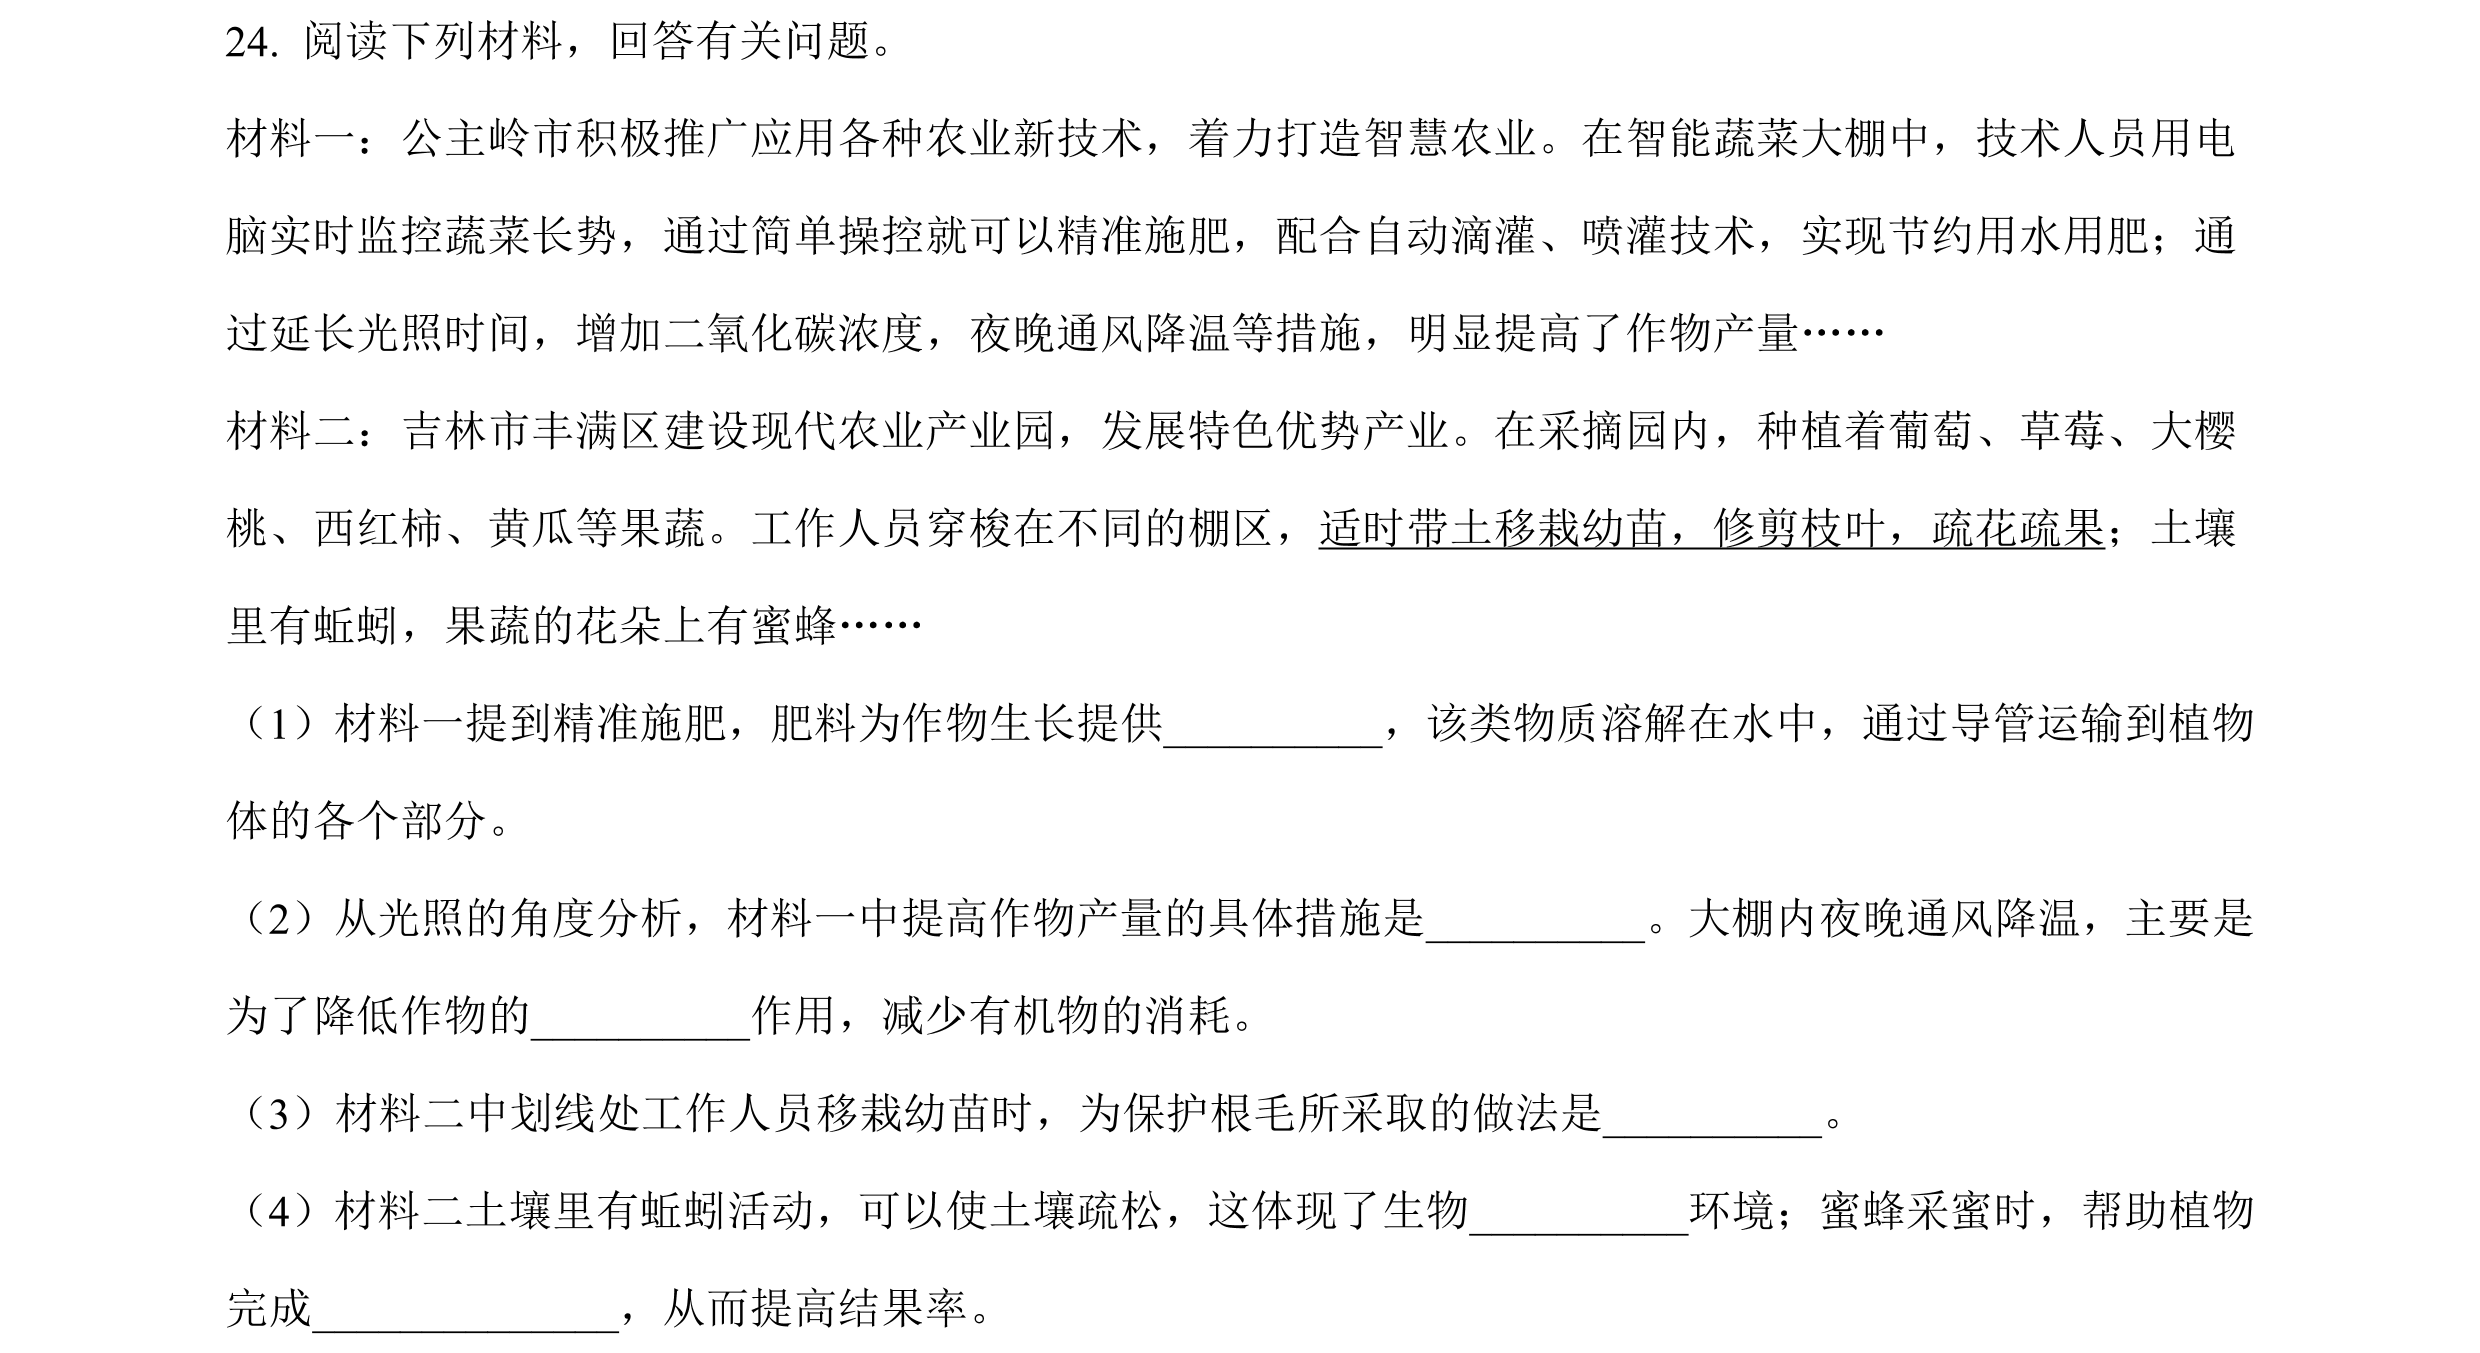 24. 阅读下列材料，回答有关问题。
材料一：公主岭市积极推广应用各种农业新技术，着力打造智慧农业。在智能蔬菜大棚中，技术人员用电
脑实时监控蔬菜长势，通过简单操控就可以精准施肥，配合自动滴灌、喷灌技术，实现节约用水用肥；通
过延长光照时间，增加二氧化碳浓度，夜晚通风降温等措施，明显提高了作物产量……
材料二：吉林市丰满区建设现代农业产业园，发展特色优势产业。在采摘园内，种植着葡萄、草莓、大樱
桃、西红柿、黄瓜等果蔬。工作人员穿梭在不同的棚区，适时带土移栽幼苗，修剪枝叶，疏花疏果；土壤
里有蚯蚓，果蔬的花朵上有蜜蜂……
（1）材料一提到精准施肥，肥料为作物生长提供__________，该类物质溶解在水中，通过导管运输到植物
体的各个部分。
（2）从光照的角度分析，材料一中提高作物产量的具体措施是__________。大棚内夜晚通风降温，主要是
为了降低作物的__________作用，减少有机物的消耗。
（3）材料二中划线处工作人员移栽幼苗时，为保护根毛所采取的做法是__________。
（4）材料二土壤里有蚯蚓活动，可以使土壤疏松，这体现了生物__________环境；蜜蜂采蜜时，帮助植物
完成______________，从而提高结果率。